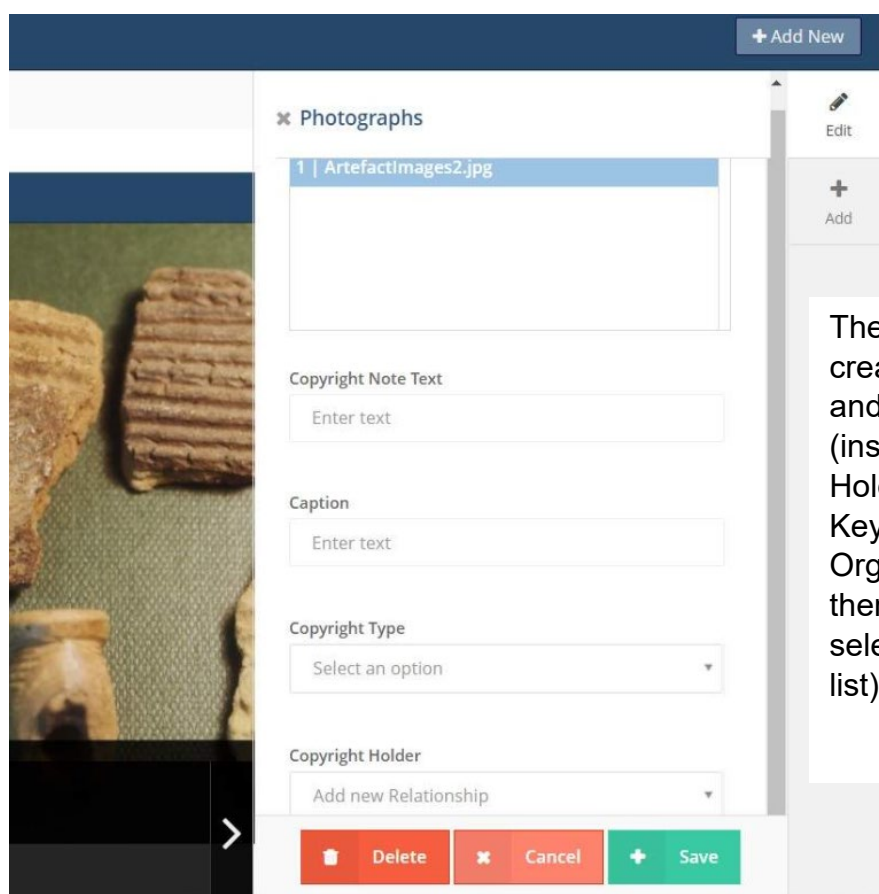 + Add New
× Photographs
Edit
1 | ArtefactImages2.jpg
Add
Copyright Note Text
Enter text
Caption
Enter text
Copyright Type
Select an option
Copyright Holder
Add new Relationship
Delete × Cancel + Save
The
crea
and
(ins
Hol
Key
Org
ther
sele
list)